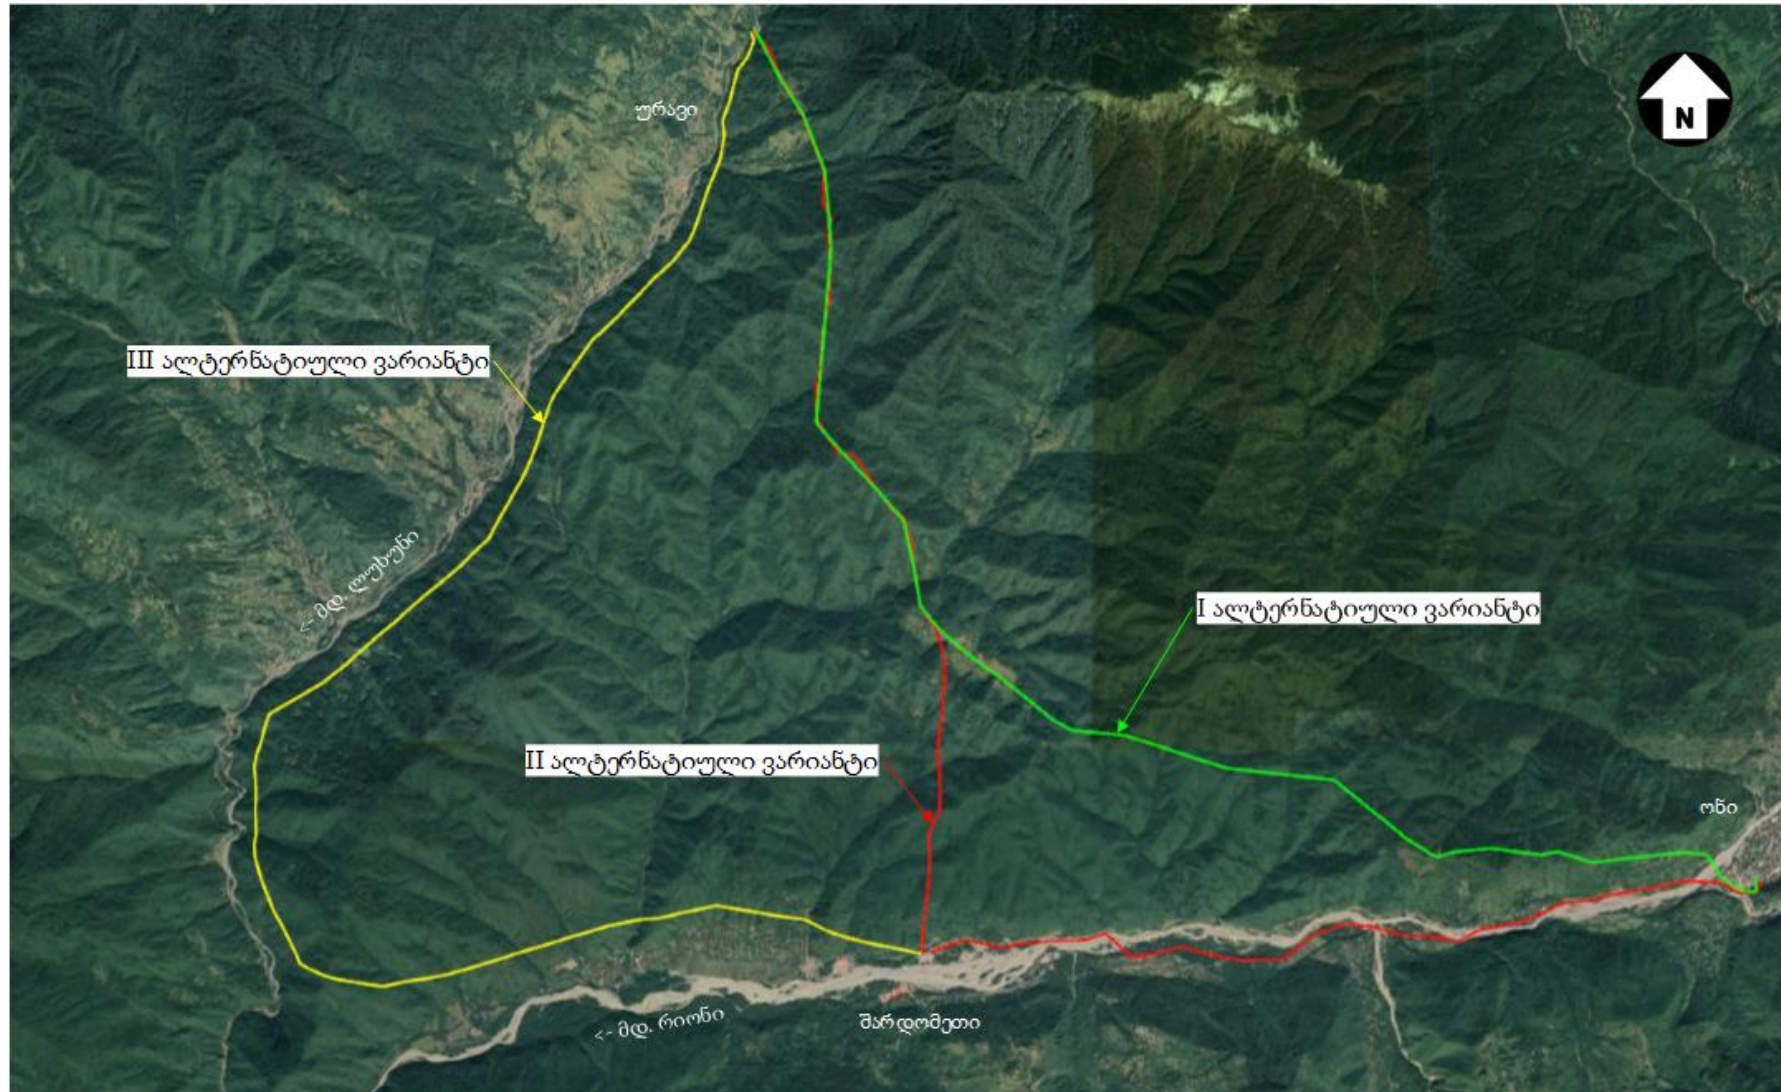 ურავი
N
III ალტერნატიული ვარიანტი
<- მდ. ლუხუნი
I ალტერნატიული ვარიანტი
II ალტერნატიული ვარიანტი
ონი
<- მდ. რიონი
შარდომეთი